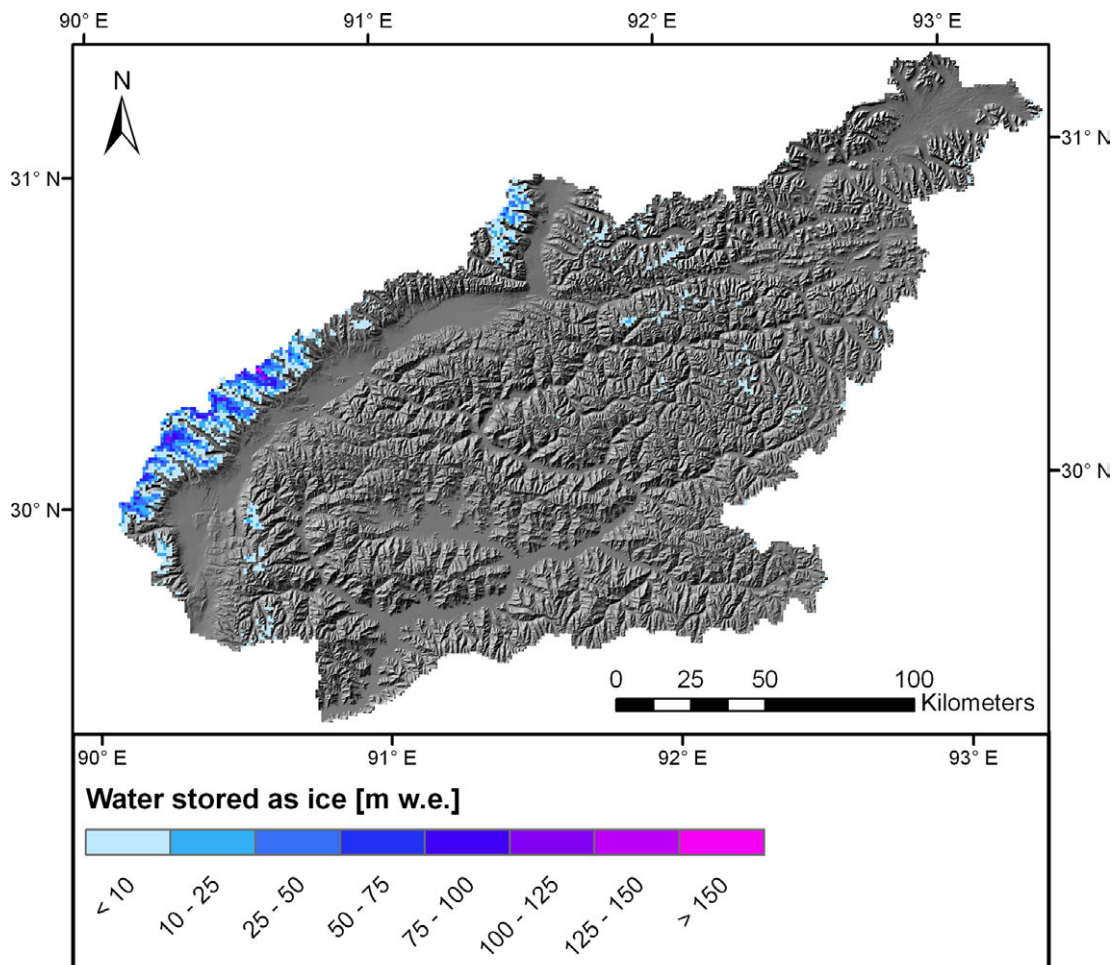 90° E 91° E 92° E 93° E
N
31° N
31° N
30° N
30° N
0 25 50 100
Kilometers
90° E 91° E 92° E 93° E
Water stored as ice [m w.e.]
< 10 10 - 25 25 - 50 50 - 75 75 - 100 100 - 125 125 - 150 > 150